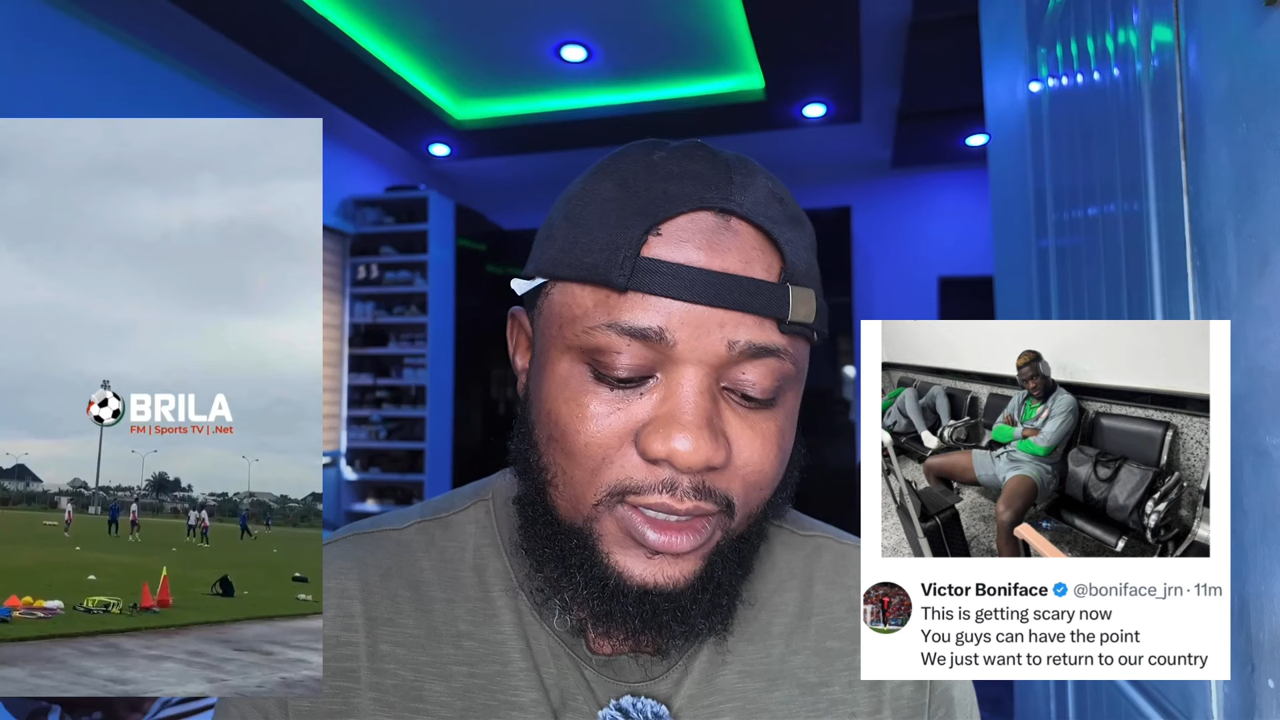 BRILA
FM | Sports TV | .Net
Victor Boniface @boniface_jrn · 11m
This is getting scary now
You guys can have the point
We just want to return to our country